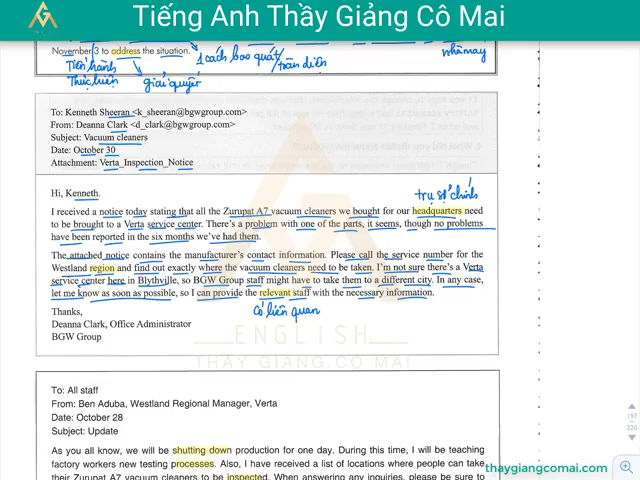 Tiếng Anh Thầy Giảng Cô Mai
November 3 to address the situation.
1 cách bao quát/toàn diện
nhà máy
Tiến hành
Thực hiện
giải quyết
To: Kenneth Sheeran <k_sheeran@bgwgroup.com>
From: Deanna Clark <d_clark@bgwgroup.com>
Subject: Vacuum cleaners
Date: October 30
Attachment: Verta_Inspection_Notice
Hi, Kenneth.
trụ sở chính
I received a notice today stating that all the Zurupat A7 vacuum cleaners we bought for our headquarters need
to be brought to a Verta service center. There's a problem with one of the parts, it seems, though no problems
have been reported in the six months we've had them.
The attached notice contains the manufacturer's contact information. Please call the service number for the
Westland region and find out exactly where the vacuum cleaners need to be taken. I'm not sure there's a Verta
service center here in Blythville, so BGW Group staff might have to take them to a different city. In any case,
let me know as soon as possible, so I can provide the relevant staff with the necessary information.
có liên quan
Thanks,
Deanna Clark, Office Administrator
BGW Group
ENGLISH
THAY GIANG.CO MAI
To: All staff
From: Ben Aduba, Westland Regional Manager, Verta
Date: October 28
Subject: Update
As you all know, we will be shutting down production for one day. During this time, I will be teaching
factory workers new testing processes. Also, I have received a list of locations where people can take
their Zurupat A7 vacuum cleaners to be inspected. When answering any inquiries, please be sure to
thaygiangcomai.com
197
220